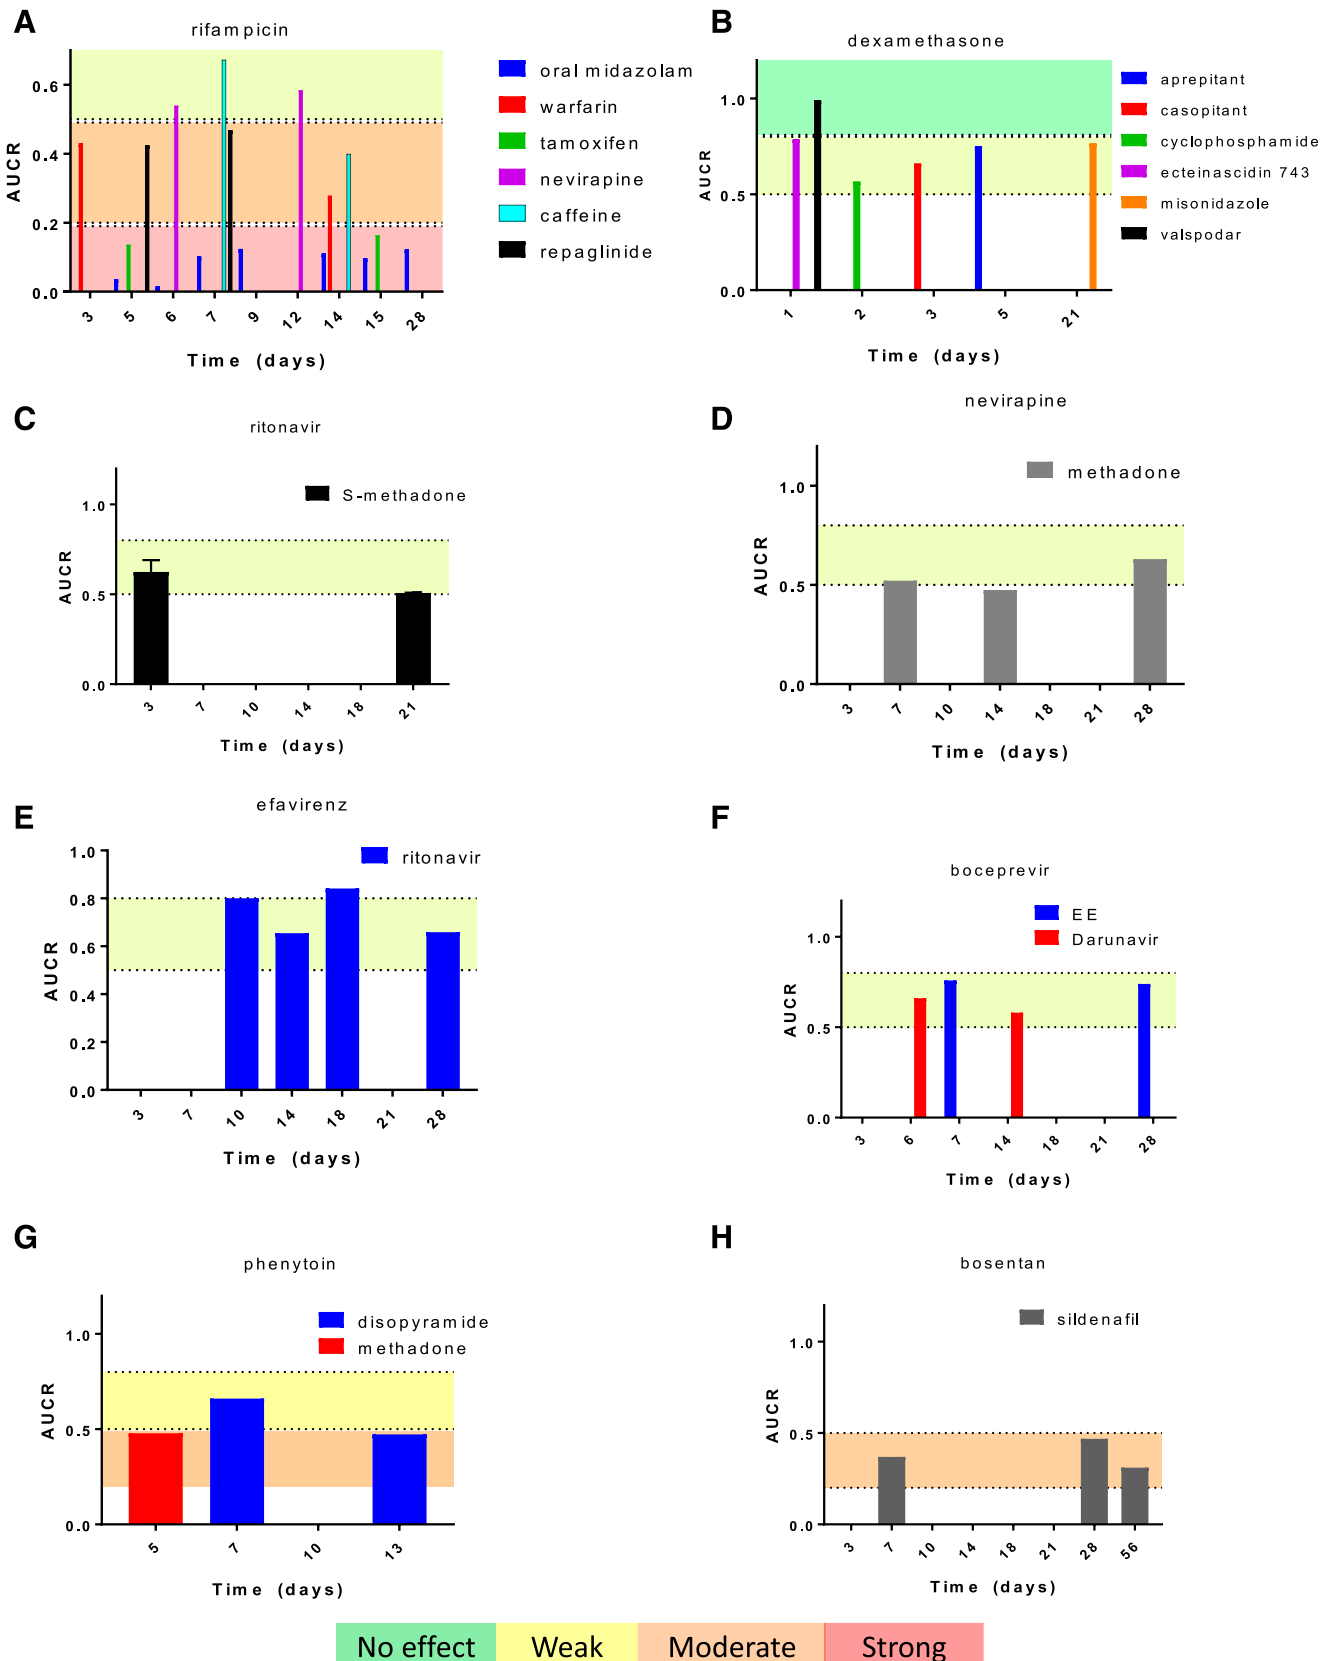 A
rifampicin
AUCR
0.6
0.4
0.2
0.0
3 5 6 7 9 12 14 15 28
Time (days)
oral midazolam
warfarin
tamoxifen
nevirapine
caffeine
repaglinide
B
dexamethasone
AUCR
1.0
0.5
0.0
1 2 3 5 21
Time (days)
aprepitant
casopitant
cyclophosphamide
ecteinascidin 743
misonidazole
valspodar
C
ritonavir
S-methadone
AUCR
1.0
0.5
0.0
3 7 10 14 18 21
Time (days)
D
nevirapine
methadone
AUCR
1.0
0.5
0.0
3 7 10 14 18 21 28
Time (days)
E
efavirenz
ritonavir
AUCR
1.0
0.8
0.6
0.4
0.2
0.0
3 7 10 14 18 21 28
Time (days)
F
boceprevir
EE
Darunavir
AUCR
1.0
0.5
0.0
3 6 7 14 18 21 28
Time (days)
G
phenytoin
disopyramide
methadone
AUCR
1.0
0.5
0.0
5 7 10 13
Time (days)
H
bosentan
sildenafil
AUCR
1.0
0.5
0.0
3 7 10 14 18 21 28 56
Time (days)
No effect Weak Moderate Strong